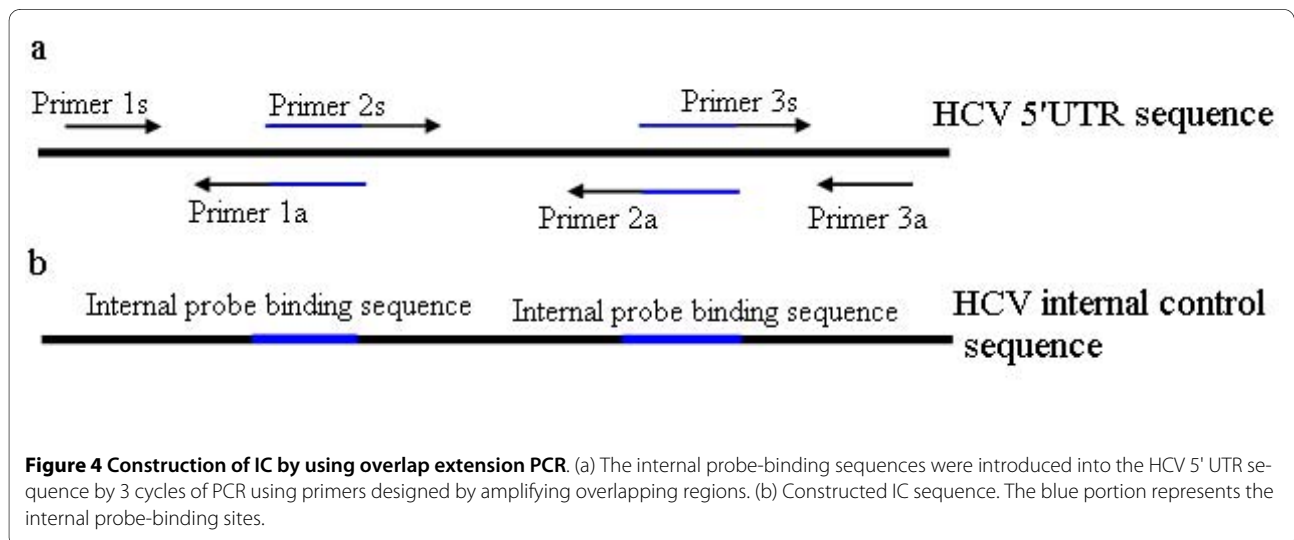 a
Primer 1s
Primer 2s
Primer 3s
HCV 5'UTR sequence
Primer 1a
Primer 2a
Primer 3a
b
Internal probe binding sequence
Internal probe binding sequence
HCV internal control
sequence
Figure 4 Construction of IC by using overlap extension PCR. (a) The internal probe-binding sequences were introduced into the HCV 5' UTR se-
quence by 3 cycles of PCR using primers designed by amplifying overlapping regions. (b) Constructed IC sequence. The blue portion represents the
internal probe-binding sites.